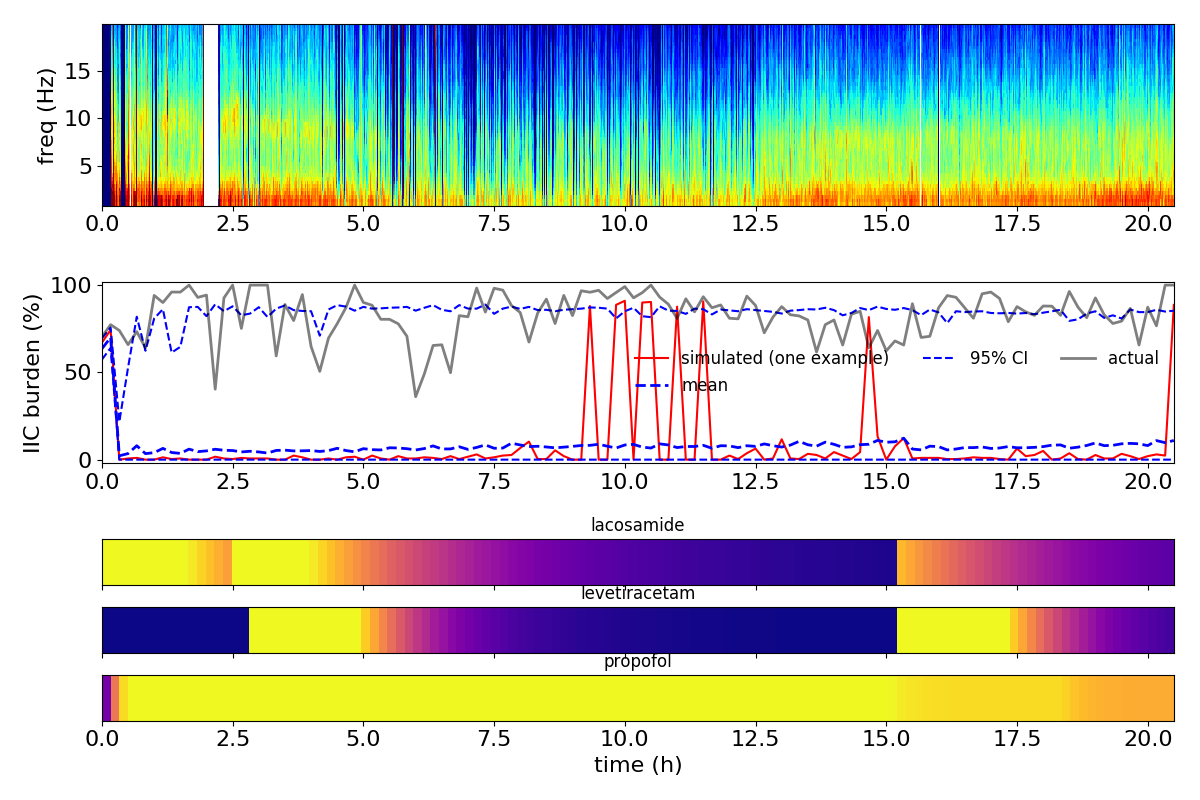 freq (Hz)
15
10
5
0.0 2.5 5.0 7.5 10.0 12.5 15.0 17.5 20.0
IIC burden (%)
100
50
0
simulated (one example) 95% CI actual
mean
0.0 2.5 5.0 7.5 10.0 12.5 15.0 17.5 20.0
lacosamide
levetiracetam
propofol
0.0 2.5 5.0 7.5 10.0 12.5 15.0 17.5 20.0
time (h)